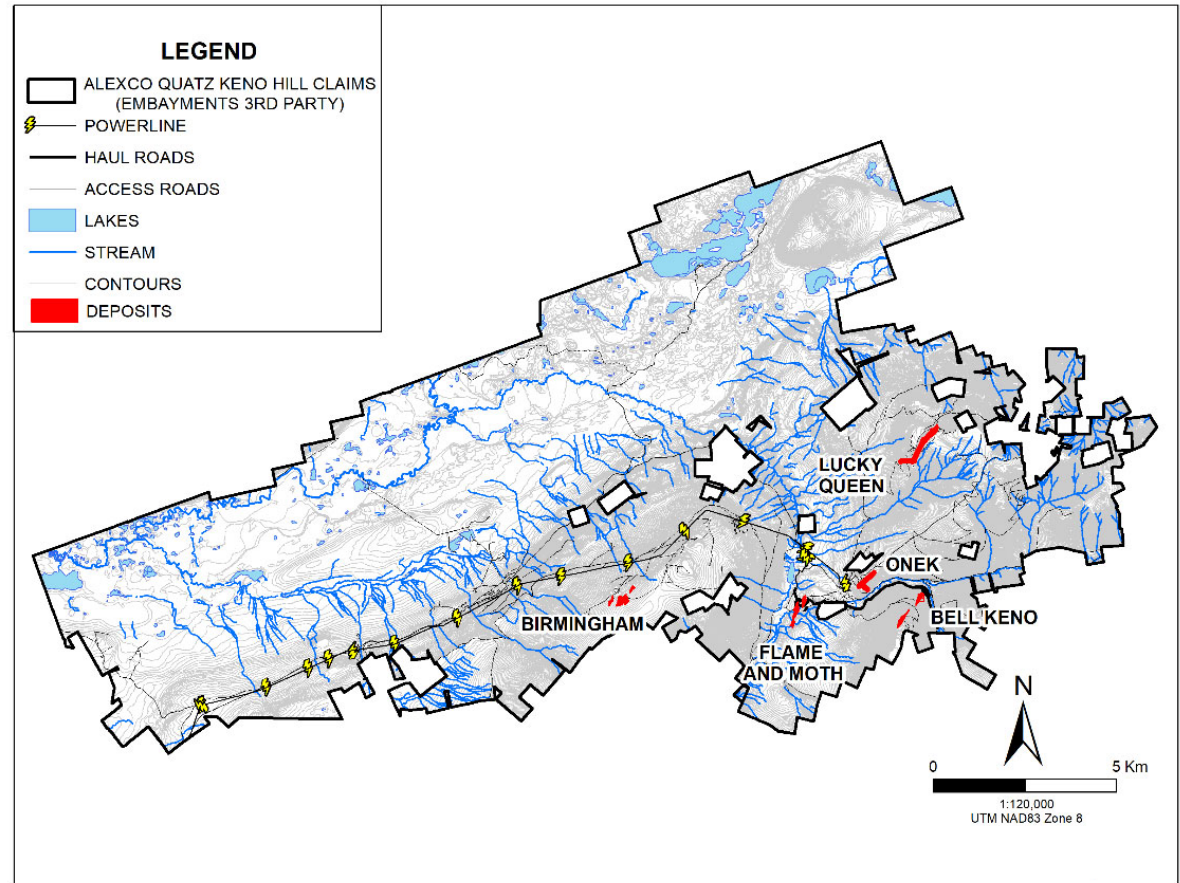 LEGEND
ALEXCO QUATZ KENO HILL CLAIMS
(EMBAYMENTS 3RD PARTY)
POWERLINE
HAUL ROADS
ACCESS ROADS
LAKES
STREAM
CONTOURS
DEPOSITS
LUCKY
QUEEN
ONEK
BIRMINGHAM
BELL KENO
FLAME
AND MOTH
N
0 5 Km
1:120,000
UTM NAD83 Zone 8